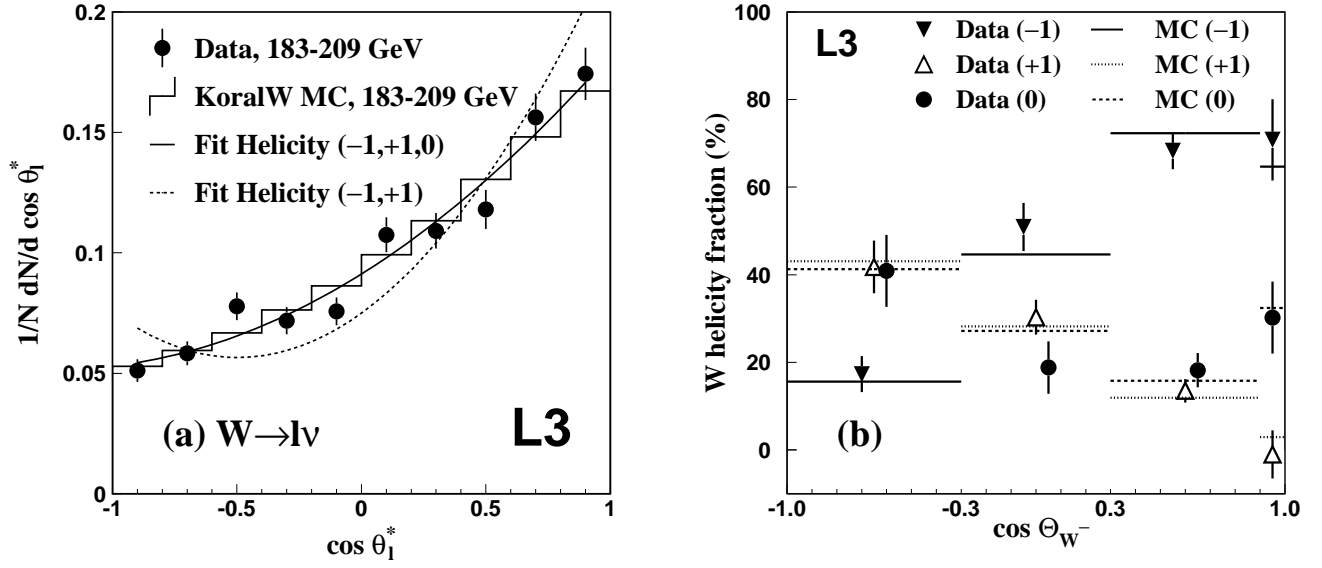 1/N dN/d cos θl*
0.2
0.15
0.1
0.05
0
Data, 183-209 GeV
KoralW MC, 183-209 GeV
Fit Helicity (−1,+1,0)
Fit Helicity (−1,+1)
(a) W→lν
L3
-1 -0.5 0 0.5 1
cos θl*
W helicity fraction (%)
100
80
60
40
20
0
L3
Data (−1) MC (−1)
Data (+1) MC (+1)
Data (0) MC (0)
(b)
-1.0 -0.3 0.3 1.0
cos ΘW−